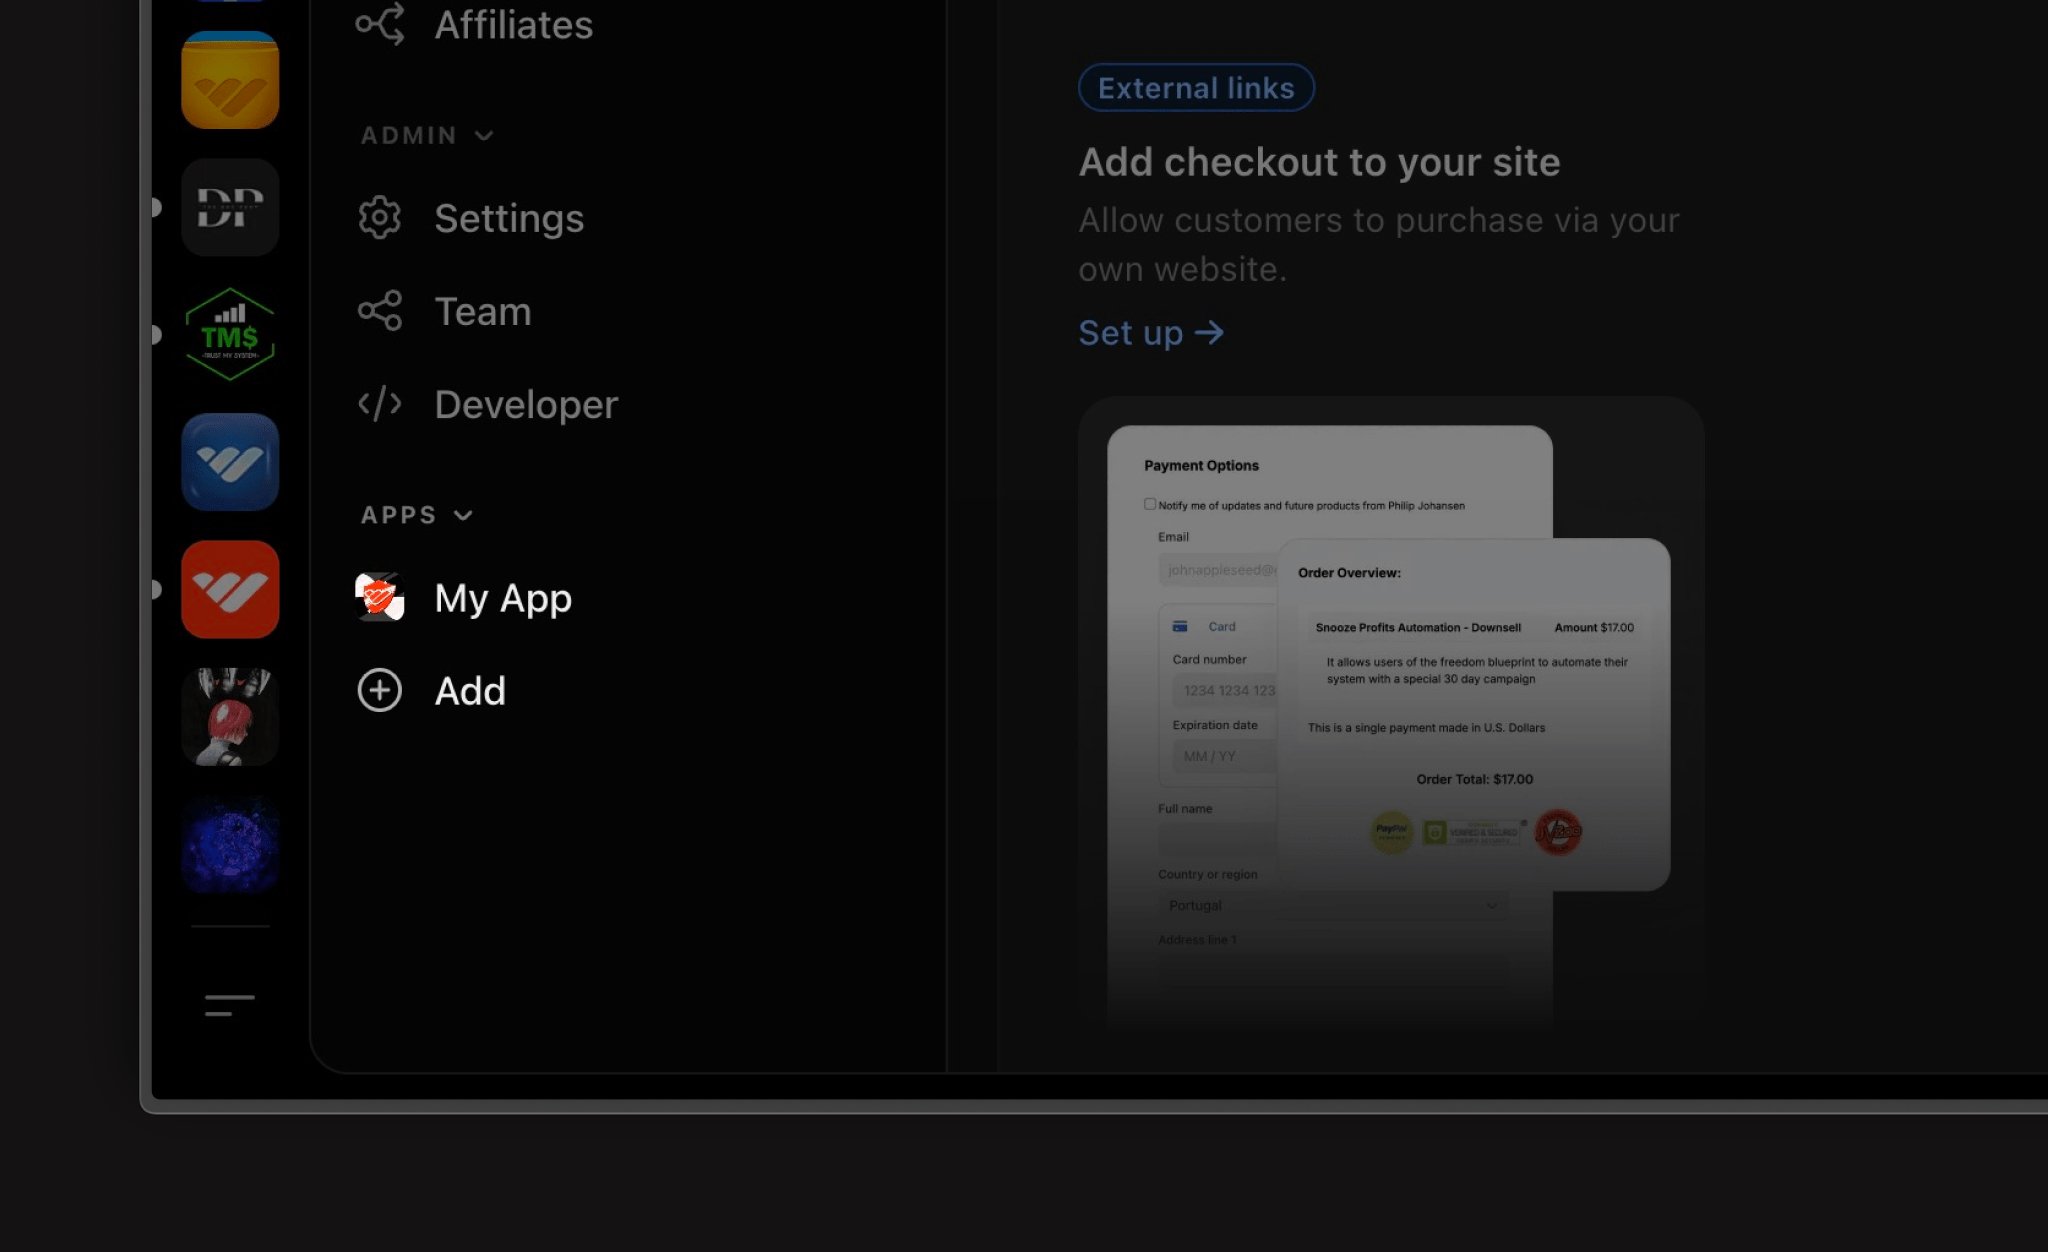 Affiliates
ADMIN
Settings
Team
Developer
APPS
My App
Add
DP
TM$
-TRUST MY SYSTEM-
External links
Add checkout to your site
Allow customers to purchase via your
own website.
Set up →
Payment Options
Notify me of updates and future products from Philip Johansen
Email
johnappleseed@
Card
Card number
1234 1234 123
Expiration date
MM / YY
Full name
Country or region
Portugal
Address line 1
Order Overview:
Snooze Profits Automation - Downsell Amount $17.00
It allows users of the freedom blueprint to automate their
system with a special 30 day campaign
This is a single payment made in U.S. Dollars
Order Total: $17.00
PayPal
VERIFIED & SECURED
JVZoo